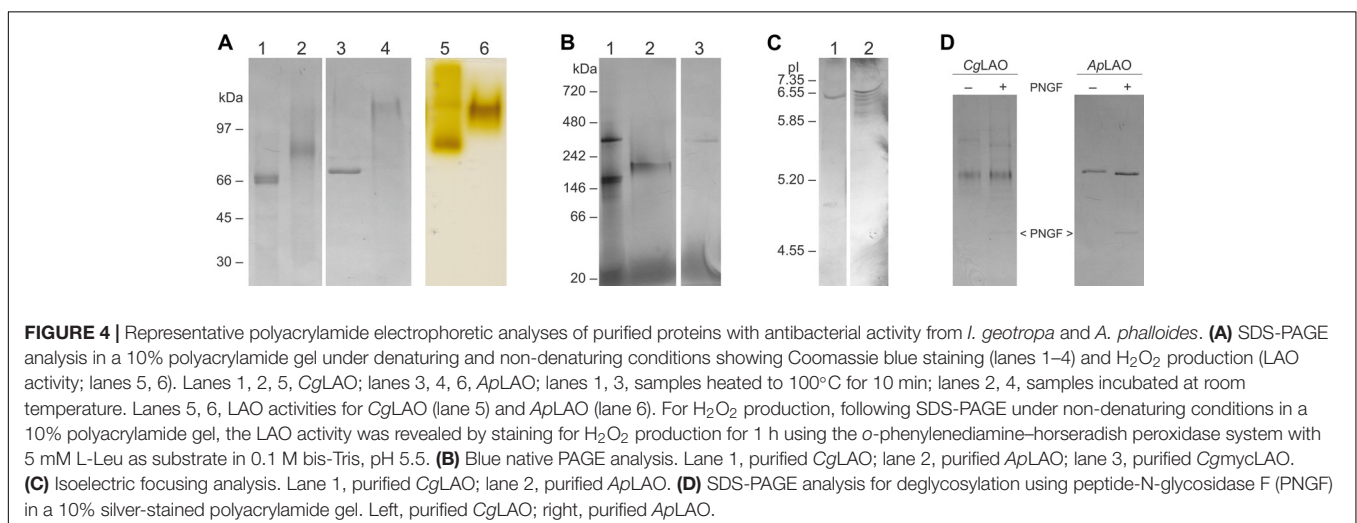 A
B
C
D
1 2 3 4 5 6
kDa
97 –
66 –
45 –
30 –
1 2 3
kDa
720 –
480 –
242 –
146 –
66 –
20 –
1 2
pI
7.35 –
6.55 –
5.85 –
5.20 –
4.55 –
CgLAO ApLAO
– + PNGF – +
< PNGF >
FIGURE 4 | Representative polyacrylamide electrophoretic analyses of purified proteins with antibacterial activity from I. geotropa and A. phalloides. (A) SDS-PAGE
analysis in a 10% polyacrylamide gel under denaturing and non-denaturing conditions showing Coomassie blue staining (lanes 1–4) and H₂O₂ production (LAO
activity; lanes 5, 6). Lanes 1, 2, 5, CgLAO; lanes 3, 4, 6, ApLAO; lanes 1, 3, samples heated to 100°C for 10 min; lanes 2, 4, samples incubated at room
temperature. Lanes 5, 6, LAO activities for CgLAO (lane 5) and ApLAO (lane 6). For H₂O₂ production, following SDS-PAGE under non-denaturing conditions in a
10% polyacrylamide gel, the LAO activity was revealed by staining for H₂O₂ production for 1 h using the o-phenylenediamine–horseradish peroxidase system with
5 mM L-Leu as substrate in 0.1 M bis-Tris, pH 5.5. (B) Blue native PAGE analysis. Lane 1, purified CgLAO; lane 2, purified ApLAO; lane 3, purified CgmycLAO.
(C) Isoelectric focusing analysis. Lane 1, purified CgLAO; lane 2, purified ApLAO. (D) SDS-PAGE analysis for deglycosylation using peptide-N-glycosidase F (PNGF)
in a 10% silver-stained polyacrylamide gel. Left, purified CgLAO; right, purified ApLAO.